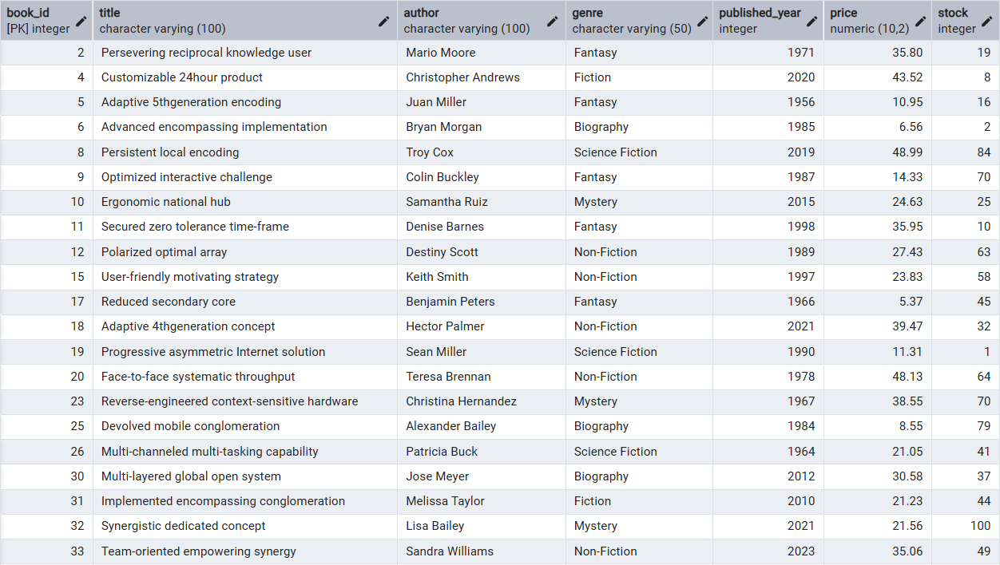 book_id title author genre published_year price stock
[PK] integer character varying (100) character varying (100) character varying (50) integer numeric (10,2) integer
2 Persevering reciprocal knowledge user Mario Moore Fantasy 1971 35.80 19
4 Customizable 24hour product Christopher Andrews Fiction 2020 43.52 8
5 Adaptive 5thgeneration encoding Juan Miller Fantasy 1956 10.95 16
6 Advanced encompassing implementation Bryan Morgan Biography 1985 6.56 2
8 Persistent local encoding Troy Cox Science Fiction 2019 48.99 84
9 Optimized interactive challenge Colin Buckley Fantasy 1987 14.33 70
10 Ergonomic national hub Samantha Ruiz Mystery 2015 24.63 25
11 Secured zero tolerance time-frame Denise Barnes Fantasy 1998 35.95 10
12 Polarized optimal array Destiny Scott Non-Fiction 1989 27.43 63
15 User-friendly motivating strategy Keith Smith Non-Fiction 1997 23.83 58
17 Reduced secondary core Benjamin Peters Fantasy 1966 5.37 45
18 Adaptive 4thgeneration concept Hector Palmer Non-Fiction 2021 39.47 32
19 Progressive asymmetric Internet solution Sean Miller Science Fiction 1990 11.31 1
20 Face-to-face systematic throughput Teresa Brennan Non-Fiction 1978 48.13 64
23 Reverse-engineered context-sensitive hardware Christina Hernandez Mystery 1967 38.55 70
25 Devolved mobile conglomeration Alexander Bailey Biography 1984 8.55 79
26 Multi-channeled multi-tasking capability Patricia Buck Science Fiction 1964 21.05 41
30 Multi-layered global open system Jose Meyer Biography 2012 30.58 37
31 Implemented encompassing conglomeration Melissa Taylor Fiction 2010 21.23 44
32 Synergistic dedicated concept Lisa Bailey Mystery 2021 21.56 100
33 Team-oriented empowering synergy Sandra Williams Non-Fiction 2023 35.06 49